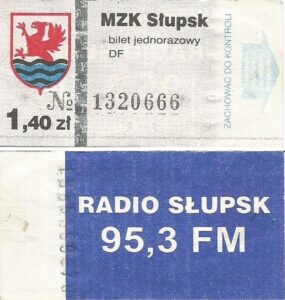 MZK Słupsk
bilet jednorazowy
DF
№ 1320666
1,40 zł
ZACHOWAĆ DO KONTROLI
RADIO SŁUPSK
95,3 FM